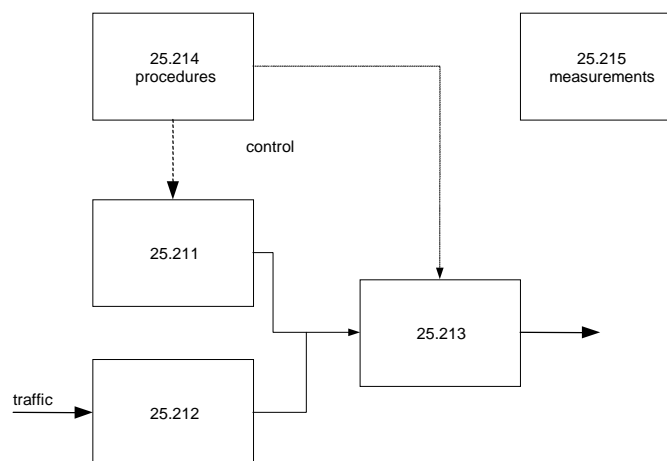 25.214
procedures
25.215
measurements
control
25.211
25.213
traffic
25.212